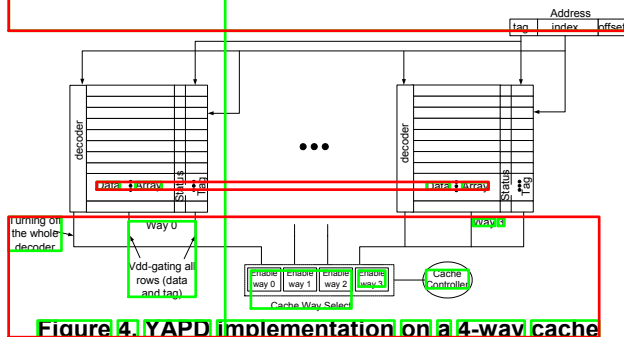 Address
tag index offset
decoder
Data Array
Status
Tag
decoder
Data Array
Status
Tag
Way 0
Way 3
Turning off
the whole
decoder
Vdd-gating all
rows (data
and tag)
Enable
way 0
Enable
way 1
Enable
way 2
Enable
way 3
Cache Way Select
Cache
Controller
Figure 4. YAPD implementation on a 4-way cache